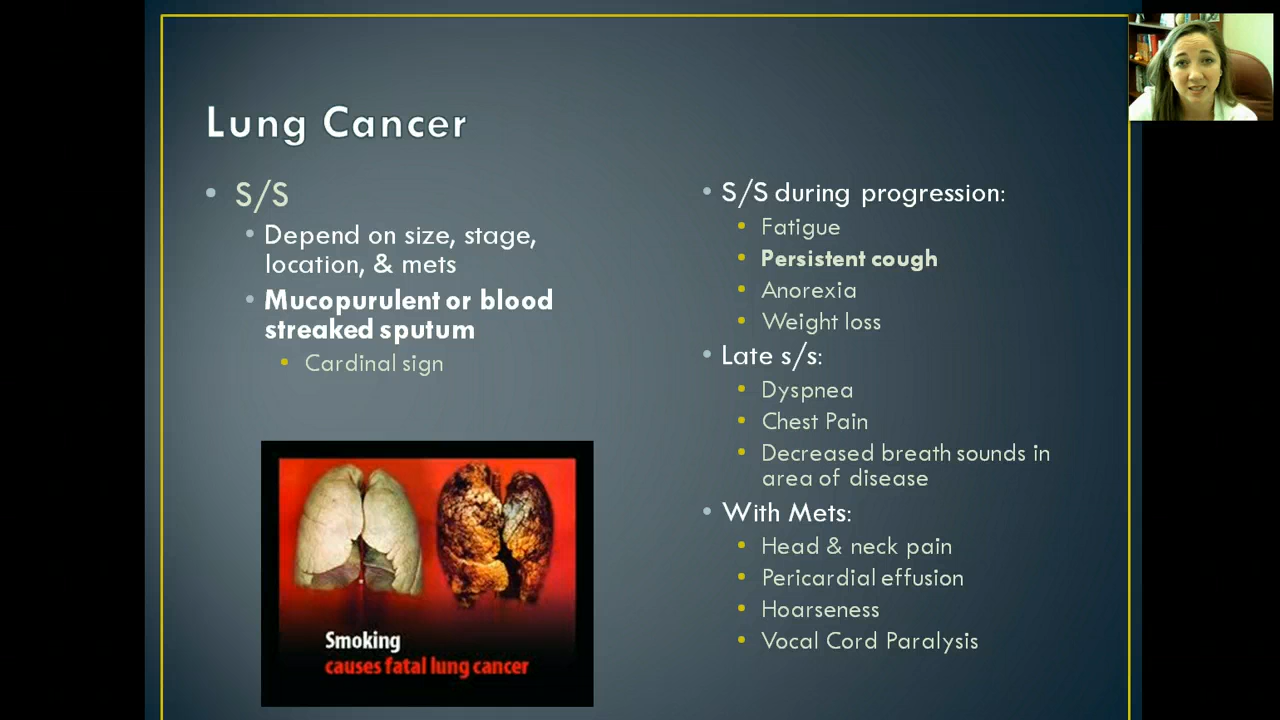 Lung Cancer
• S/S
• Depend on size, stage,
location, & mets
• Mucopurulent or blood
streaked sputum
• Cardinal sign
Smoking
causes fatal lung cancer
• S/S during progression:
• Fatigue
• Persistent cough
• Anorexia
• Weight loss
• Late s/s:
• Dyspnea
• Chest Pain
• Decreased breath sounds in
area of disease
• With Mets:
• Head & neck pain
• Pericardial effusion
• Hoarseness
• Vocal Cord Paralysis